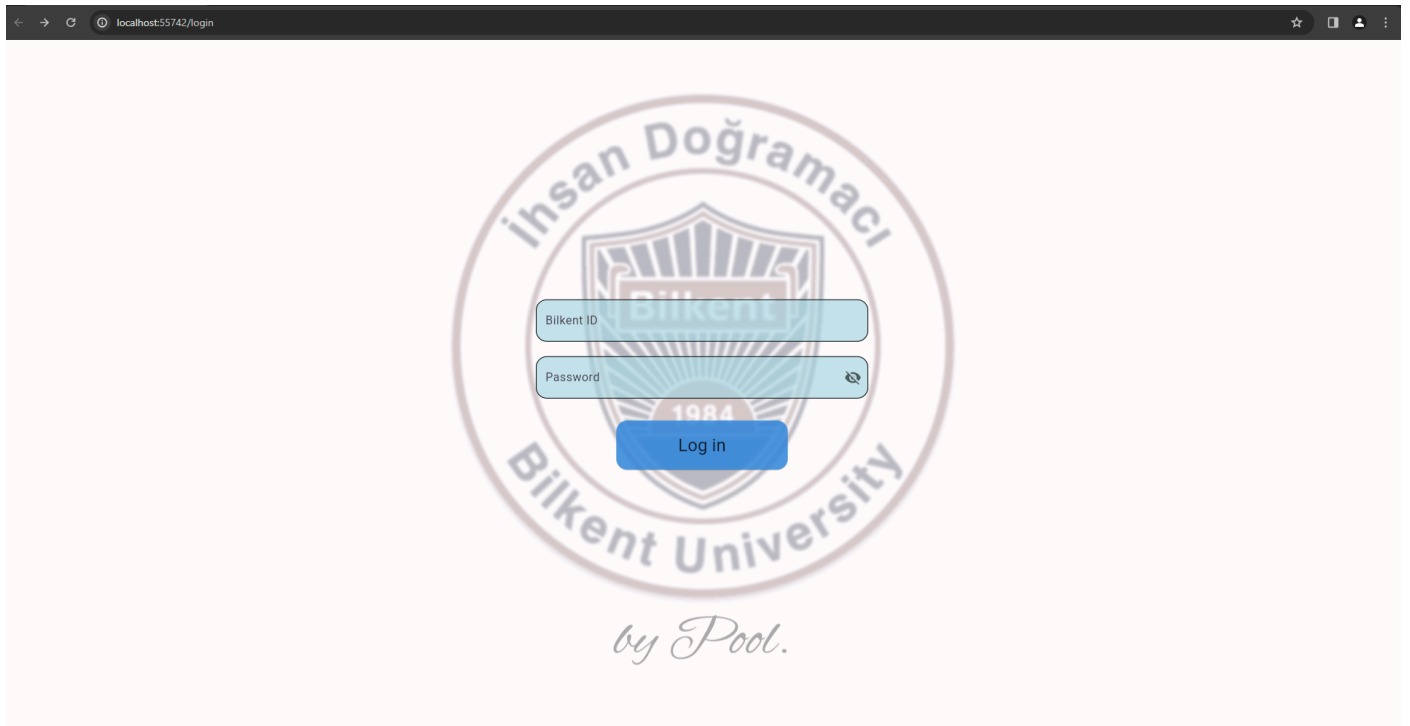 localhost:55742/login
İhsan Doğramacı
Bilkent
Bilkent ID
Password
1984
Log in
Bilkent University
by Pool.